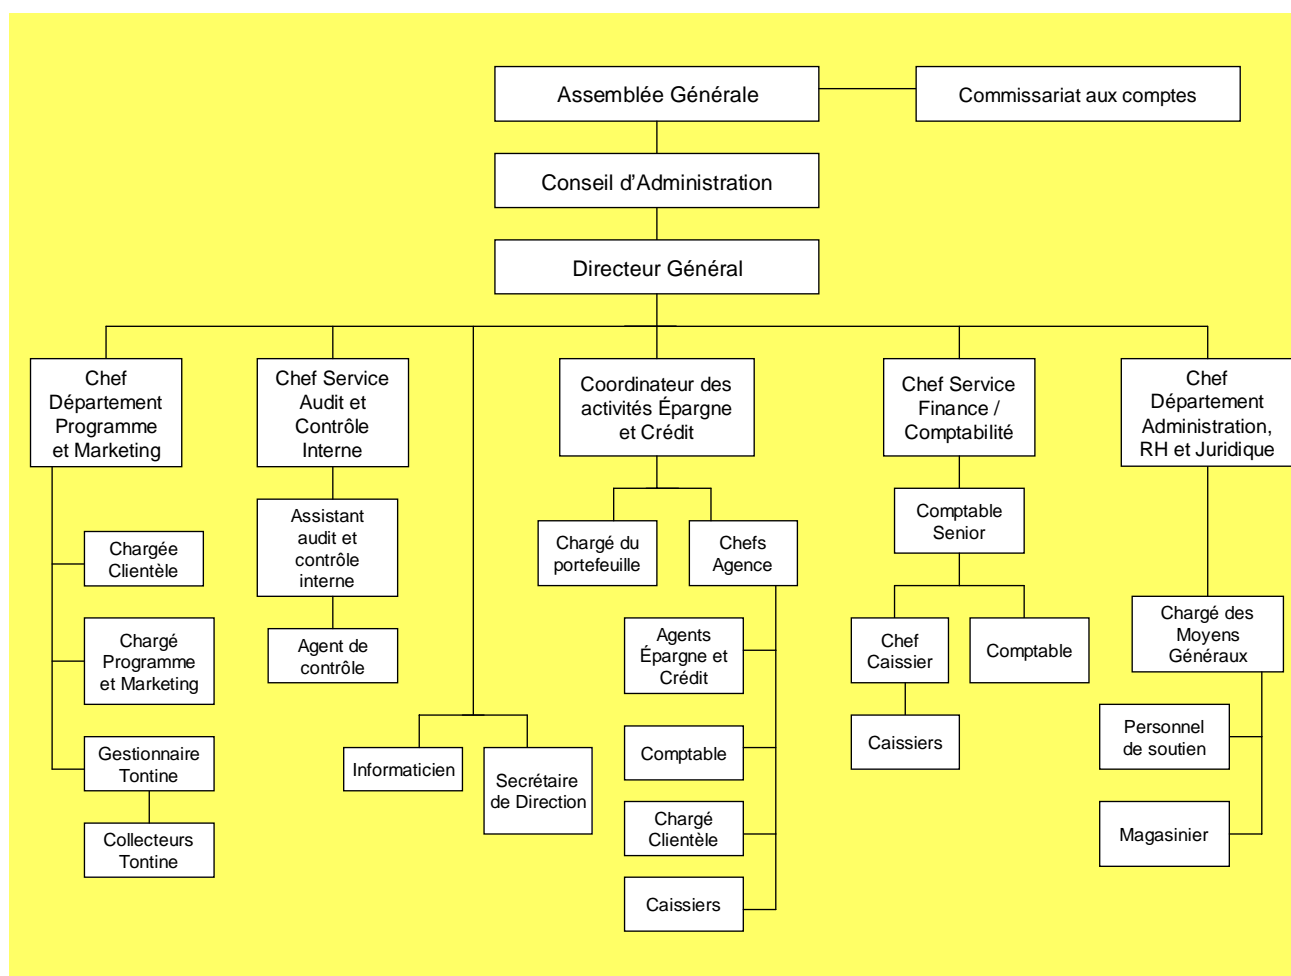 Assemblée Générale
Commissariat aux comptes
Conseil d’Administration
Directeur Général
Chef
Département
Programme
et Marketing
Chef Service
Audit et
Contrôle
Interne
Coordinateur des
activités Épargne
et Crédit
Chef Service
Finance /
Comptabilité
Chef
Département
Administration,
RH et Juridique
Chargée
Clientèle
Chargé
Programme
et Marketing
Gestionnaire
Tontine
Collecteurs
Tontine
Assistant
audit et
contrôle
interne
Agent de
contrôle
Informaticien
Secrétaire
de Direction
Chargé du
portefeuille
Chefs
Agence
Agents
Épargne et
Crédit
Comptable
Chargé
Clientèle
Caissiers
Comptable
Senior
Chef
Caissier
Comptable
Caissiers
Chargé des
Moyens
Généraux
Personnel
de soutien
Magasinier